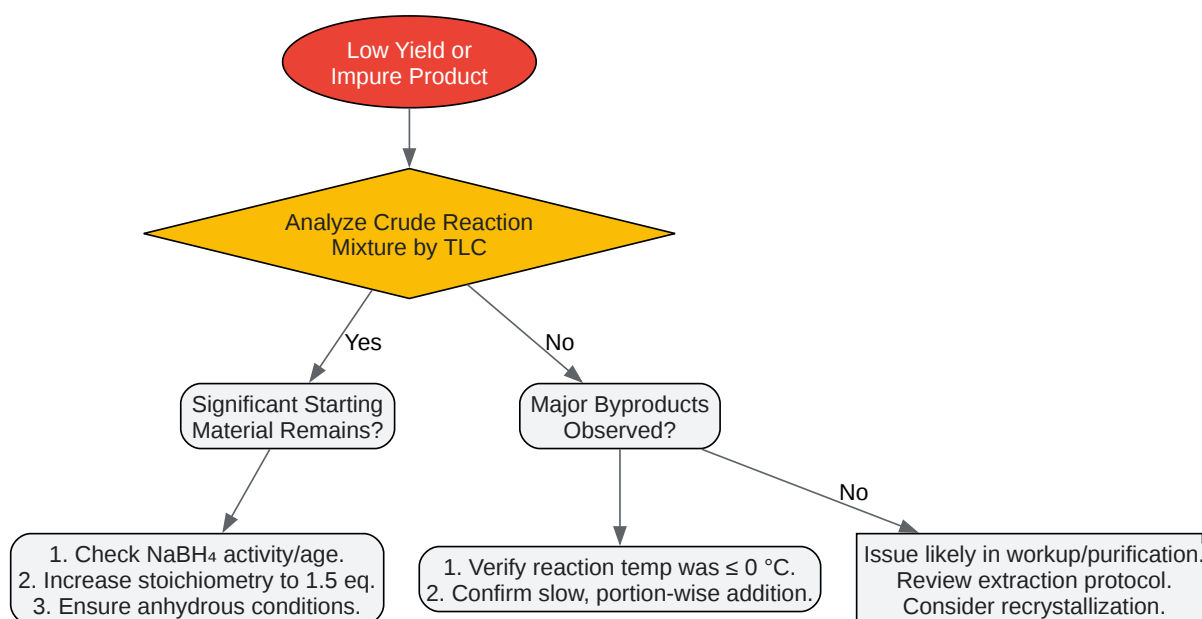 Low Yield or
Impure Product
Analyze Crude Reaction
Mixture by TLC
Yes
No
Significant Starting
Material Remains?
Major Byproducts
Observed?
No
1. Check NaBH₄ activity/age.
2. Increase stoichiometry to 1.5 eq.
3. Ensure anhydrous conditions.
1. Verify reaction temp was ≤ 0 °C.
2. Confirm slow, portion-wise addition.
Issue likely in workup/purification.
Review extraction protocol.
Consider recrystallization.